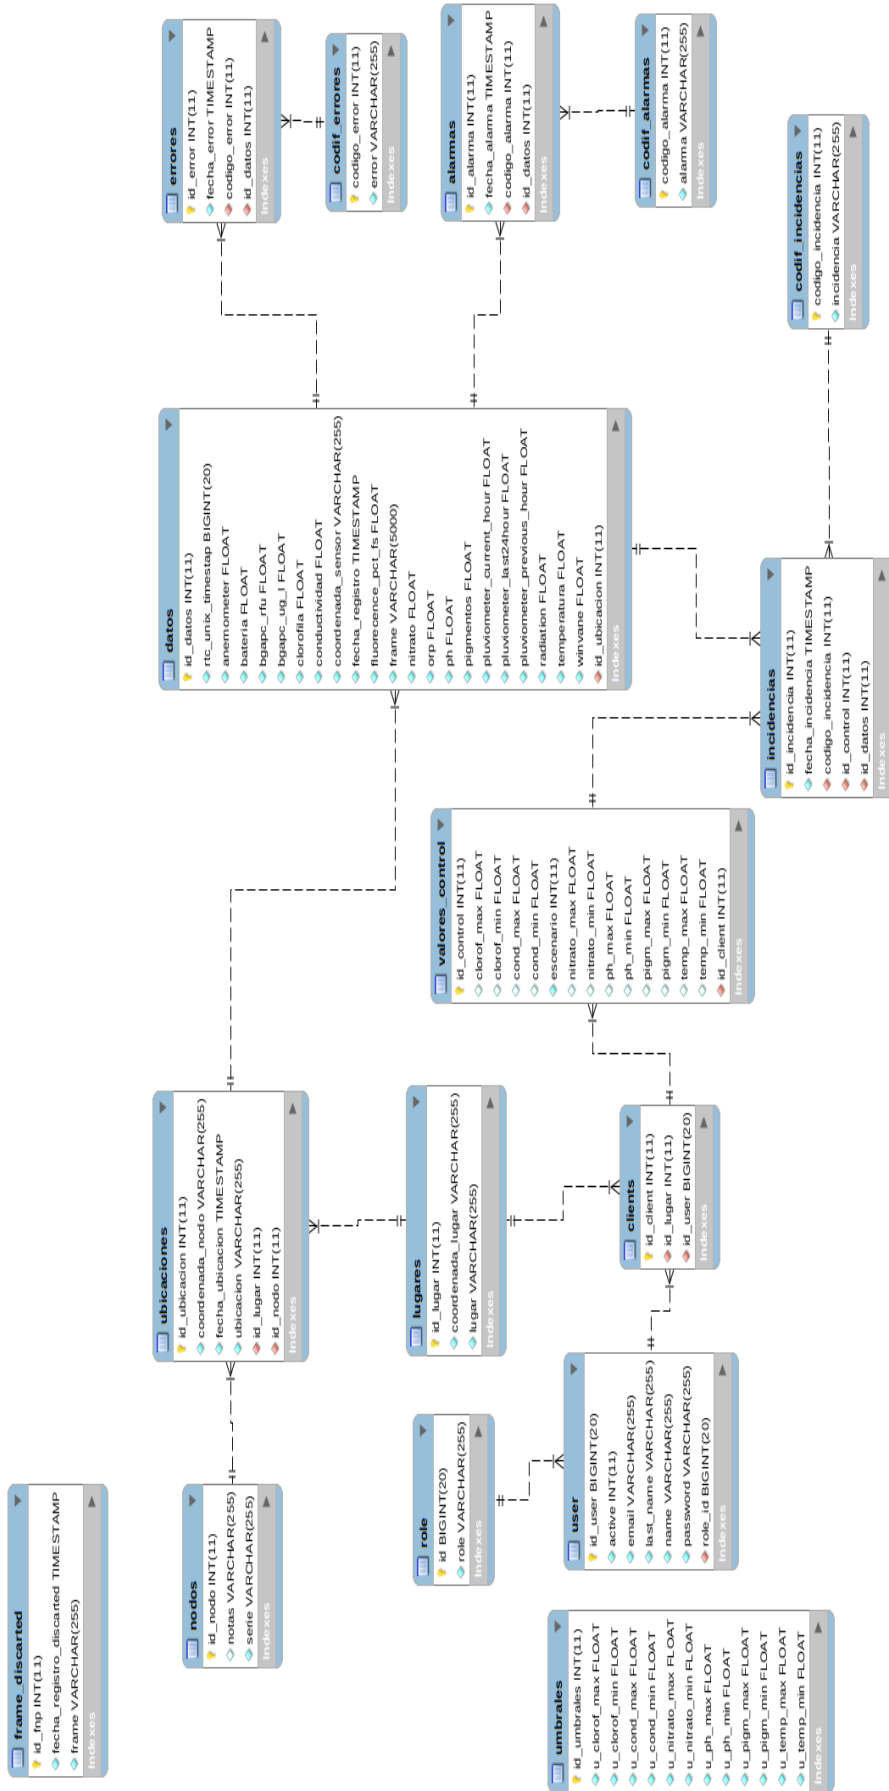 frame_discarted
id_fnp INT(11)
fecha_registro_discarted TIMESTAMP
frame VARCHAR(255)
Indexes
nodos
id_nodo INT(11)
notas VARCHAR(255)
serie VARCHAR(255)
Indexes
ubicaciones
id_ubicacion INT(11)
coordenada_nodo VARCHAR(255)
fecha_ubicacion TIMESTAMP
ubicacion VARCHAR(255)
id_lugar INT(11)
id_nodo INT(11)
Indexes
datos
id_datos INT(11)
rtc_unix_timestap BIGINT(20)
anemometer FLOAT
bateria FLOAT
bgapc_rfu FLOAT
bgapc_ug_l FLOAT
clorofila FLOAT
conductividad FLOAT
coordenada_sensor VARCHAR(255)
fecha_registro TIMESTAMP
fluorecence_pct_fs FLOAT
frame VARCHAR(5000)
nitrato FLOAT
orp FLOAT
ph FLOAT
pigmentos FLOAT
pluviometer_current_hour FLOAT
pluviometer_last24hour FLOAT
pluviometer_previous_hour FLOAT
radiation FLOAT
temperatura FLOAT
winvane FLOAT
id_ubicacion INT(11)
Indexes
errores
id_error INT(11)
fecha_error TIMESTAMP
codigo_error INT(11)
id_datos INT(11)
Indexes
codif_errores
codigo_error INT(11)
error VARCHAR(255)
Indexes
alarmas
id_alarma INT(11)
fecha_alarma TIMESTAMP
codigo_alarma INT(11)
id_datos INT(11)
Indexes
codif_alarmas
codigo_alarma INT(11)
alarma VARCHAR(255)
Indexes
role
id BIGINT(20)
role VARCHAR(255)
Indexes
lugares
id_lugar INT(11)
coordenada_lugar VARCHAR(255)
lugar VARCHAR(255)
Indexes
valores_control
id_control INT(11)
clorof_max FLOAT
clorof_min FLOAT
cond_max FLOAT
cond_min FLOAT
escenario INT(11)
nitrato_max FLOAT
nitrato_min FLOAT
ph_max FLOAT
ph_min FLOAT
pigm_max FLOAT
pigm_min FLOAT
temp_max FLOAT
temp_min FLOAT
id_client INT(11)
Indexes
umbrales
id_umbrales INT(11)
u_clorof_max FLOAT
u_clorof_min FLOAT
u_cond_max FLOAT
u_cond_min FLOAT
u_nitrato_max FLOAT
u_nitrato_min FLOAT
u_ph_max FLOAT
u_ph_min FLOAT
u_pigm_max FLOAT
u_pigm_min FLOAT
u_temp_max FLOAT
u_temp_min FLOAT
Indexes
user
id_user BIGINT(20)
active INT(11)
email VARCHAR(255)
last_name VARCHAR(255)
name VARCHAR(255)
password VARCHAR(255)
role_id BIGINT(20)
Indexes
clients
id_client INT(11)
id_lugar INT(11)
id_user BIGINT(20)
Indexes
incidencias
id_incidencia INT(11)
fecha_incidencia TIMESTAMP
codigo_incidencia INT(11)
id_control INT(11)
id_datos INT(11)
Indexes
codif_incidencias
codigo_incidencia INT(11)
incidencia VARCHAR(255)
Indexes